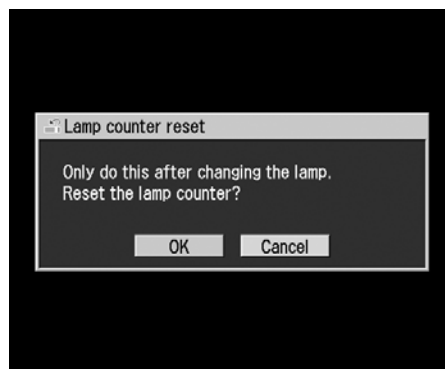 Lamp counter reset
Only do this after changing the lamp.
Reset the lamp counter?
OK
Cancel